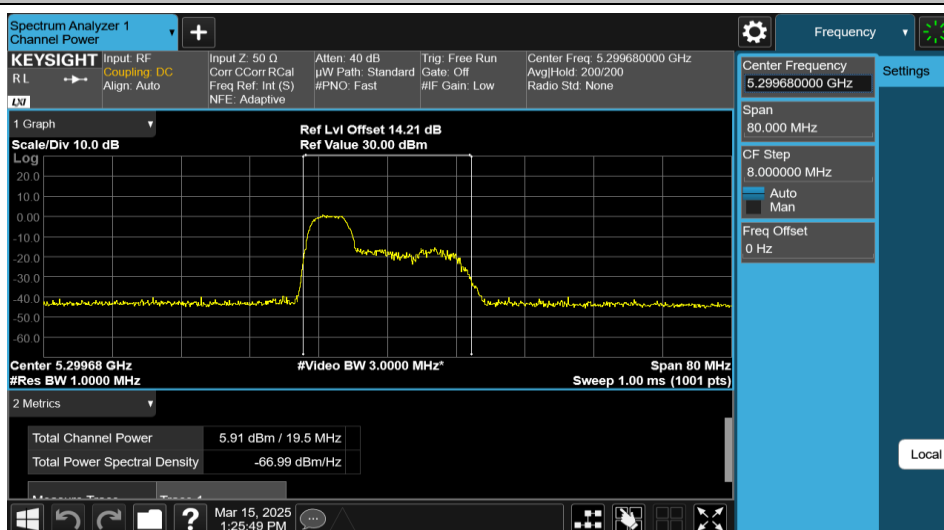 Spectrum Analyzer 1
Channel Power
Frequency
KEYSIGHT
RL
LXI
Input: RF
Coupling: DC
Align: Auto
Input Z: 50 Ω
Corr CCorr RCal
Freq Ref: Int (S)
NFE: Adaptive
Atten: 40 dB
µW Path: Standard
#PNO: Fast
Trig: Free Run
Gate: Off
#IF Gain: Low
Center Freq: 5.299680000 GHz
Avg|Hold: 200/200
Radio Std: None
Center Frequency
5.299680000 GHz
Settings
Span
80.000 MHz
CF Step
8.000000 MHz
Auto
Man
Freq Offset
0 Hz
Local
1 Graph
Scale/Div 10.0 dB
Ref Lvl Offset 14.21 dB
Ref Value 30.00 dBm
Log
20.0
10.0
0.00
-10.0
-20.0
-30.0
-40.0
-50.0
-60.0
Center 5.29968 GHz
#Video BW 3.0000 MHz*
Span 80 MHz
#Res BW 1.0000 MHz
Sweep 1.00 ms (1001 pts)
2 Metrics
Total Channel Power 5.91 dBm / 19.5 MHz
Total Power Spectral Density -66.99 dBm/Hz
Measure Trace Trace 1
Mar 15, 2025
1:25:49 PM